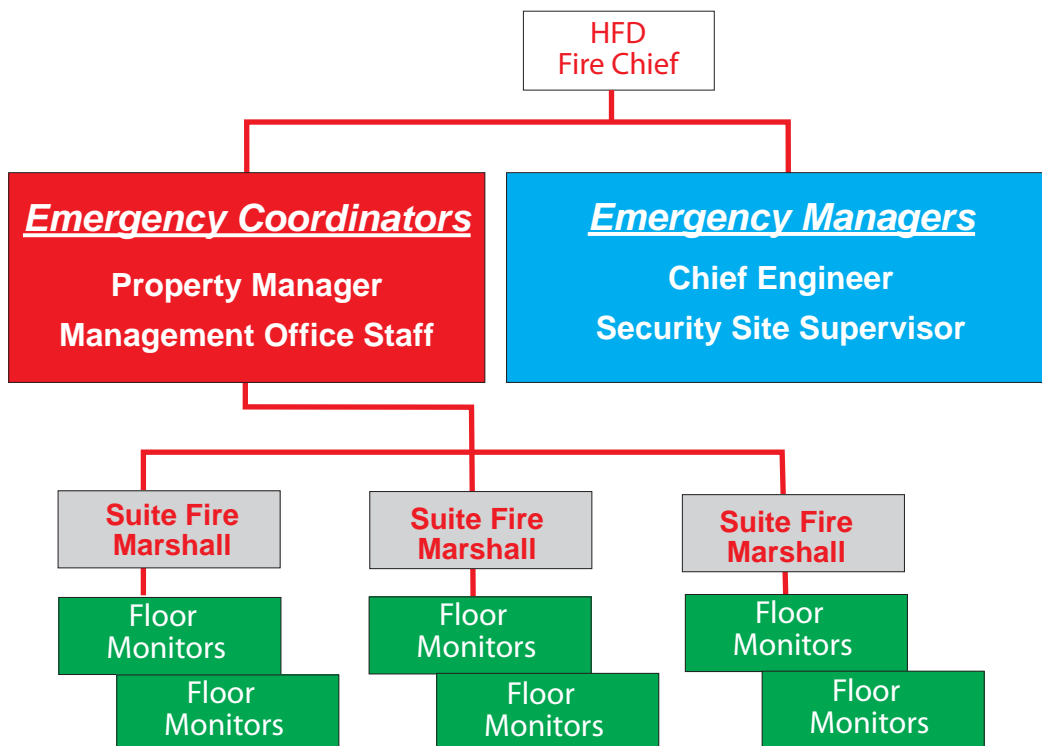 HFD
Fire Chief
Emergency Coordinators
Property Manager
Management Office Staff
Emergency Managers
Chief Engineer
Security Site Supervisor
Suite Fire
Marshall
Suite Fire
Marshall
Suite Fire
Marshall
Floor
Monitors
Floor
Monitors
Floor
Monitors
Floor
Monitors
Floor
Monitors
Floor
Monitors